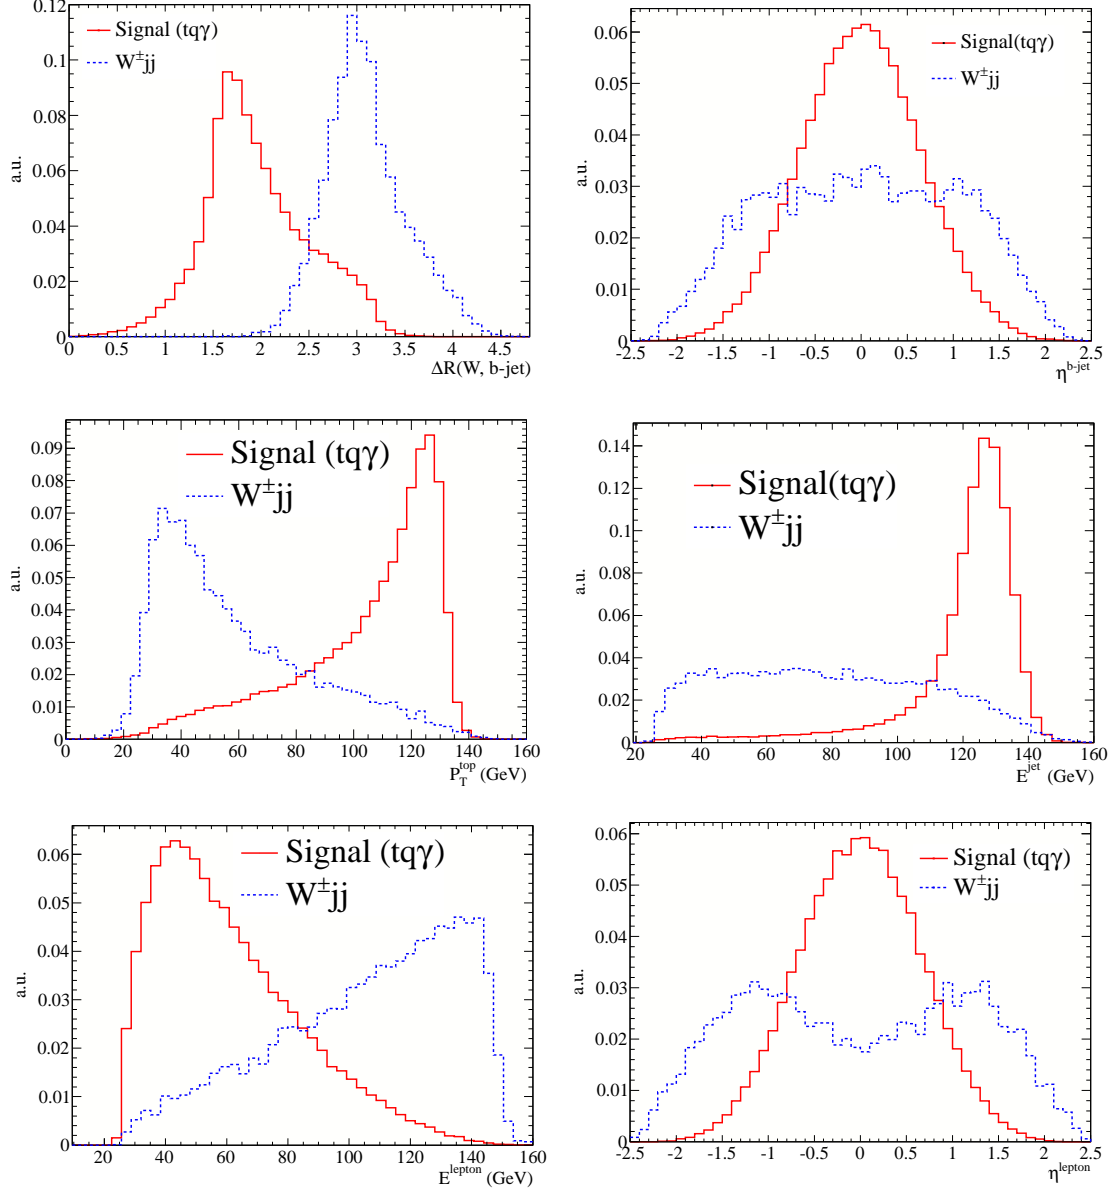 0.12
0.1
0.08
0.06
0.04
0.02
0
a.u.
Signal (tqγ)
W±jj
0 0.5 1 1.5 2 2.5 3 3.5 4 4.5
ΔR(W, b-jet)
0.06
0.05
0.04
0.03
0.02
0.01
0
a.u.
Signal(tqγ)
W±jj
-2.5 -2 -1.5 -1 -0.5 0 0.5 1 1.5 2 2.5
η^b-jet
0.09
0.08
0.07
0.06
0.05
0.04
0.03
0.02
0.01
0
a.u.
Signal (tqγ)
W±jj
0 20 40 60 80 100 120 140 160
P_T^top (GeV)
0.14
0.12
0.1
0.08
0.06
0.04
0.02
0
a.u.
Signal(tqγ)
W±jj
20 40 60 80 100 120 140 160
E^jet (GeV)
0.06
0.05
0.04
0.03
0.02
0.01
0
a.u.
Signal (tqγ)
W±jj
20 40 60 80 100 120 140 160
E^lepton (GeV)
0.06
0.05
0.04
0.03
0.02
0.01
0
a.u.
Signal (tqγ)
W±jj
-2.5 -2 -1.5 -1 -0.5 0 0.5 1 1.5 2 2.5
η^lepton